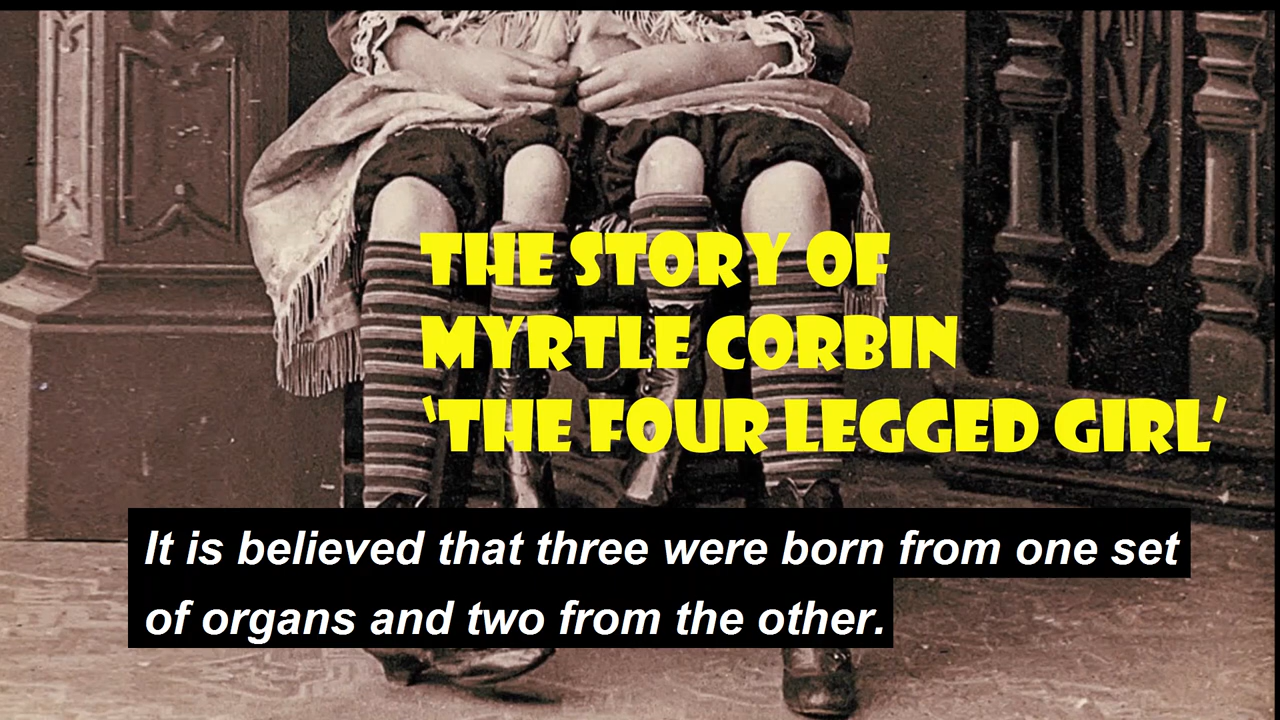 THE STORY OF
MYRTLE CORBIN
‘THE FOUR LEGGED GIRL’
It is believed that three were born from one set
of organs and two from the other.